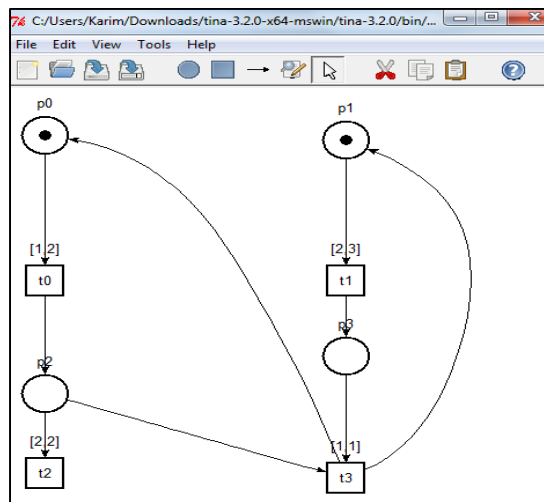 C:/Users/Karim/Downloads/tina-3.2.0-x64-mswin/tina-3.2.0/bin/...
File Edit View Tools Help
p0
p1
[1,2]
[2,3]
t0
t1
p3
p2
[2,2]
[1,1]
t2
t3